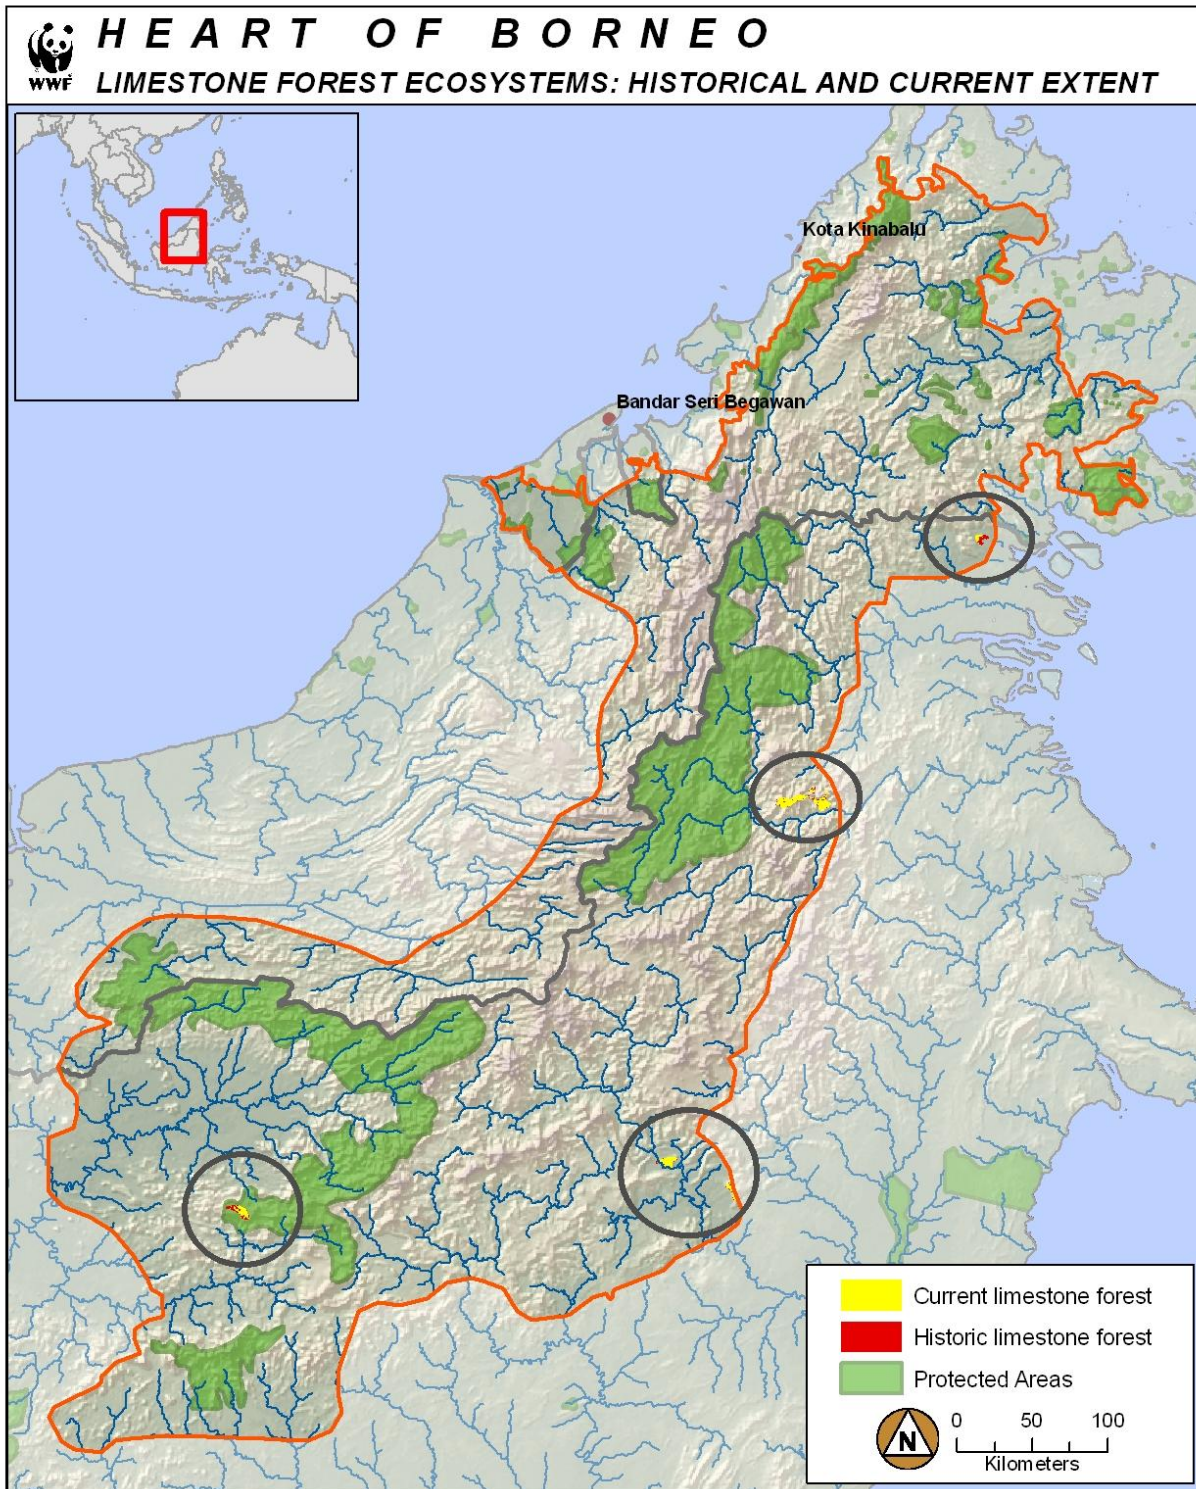 HEART OF BORNEO
WWF
LIMESTONE FOREST ECOSYSTEMS: HISTORICAL AND CURRENT EXTENT
Kota Kinabalu
Bandar Seri Begawan
Current limestone forest
Historic limestone forest
Protected Areas
N
0 50 100
Kilometers